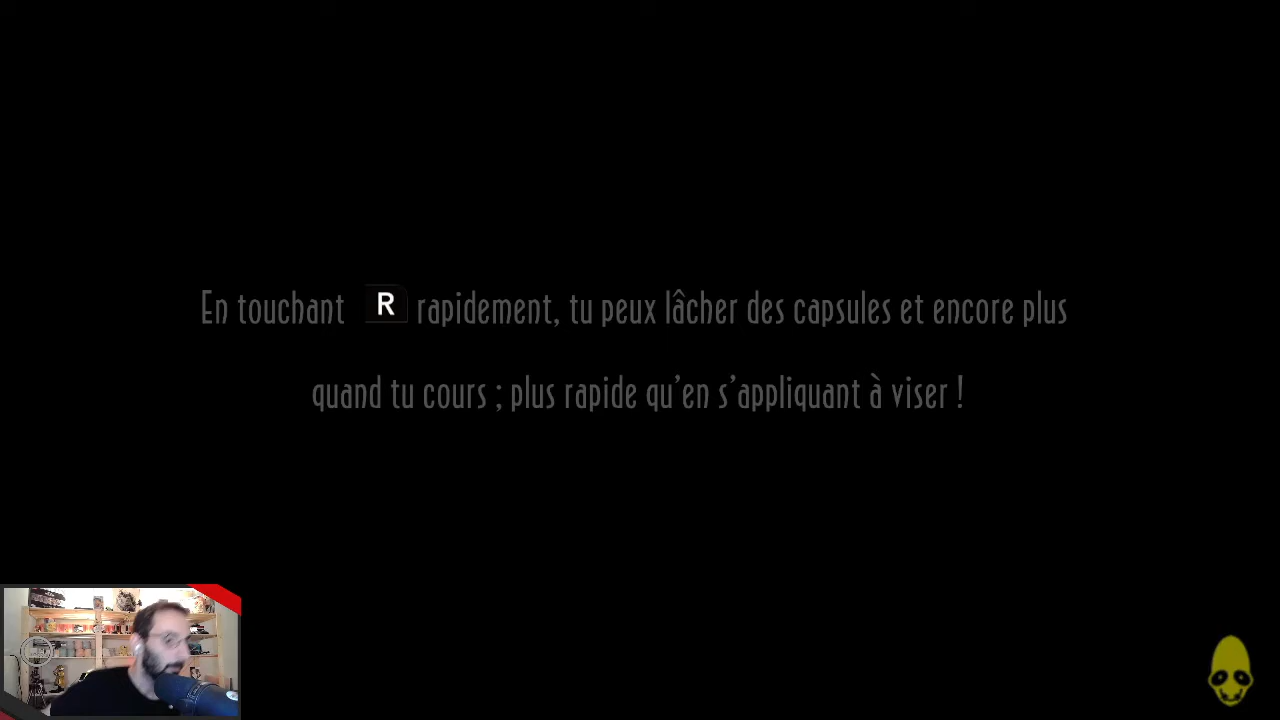 En touchant R rapidement, tu peux lâcher des capsules et encore plus
quand tu cours ; plus rapide qu’en s’appliquant à viser !